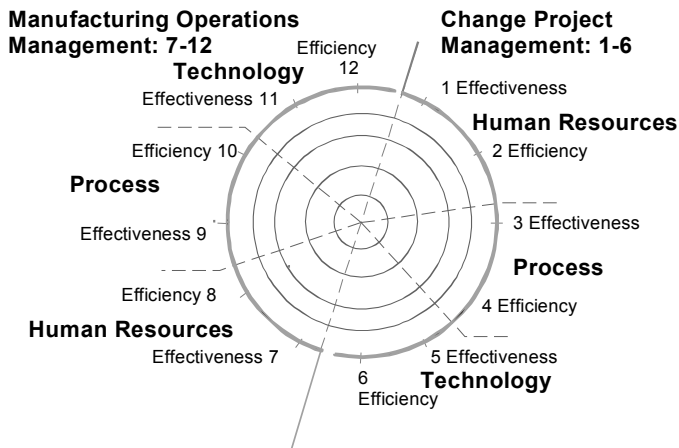 Manufacturing Operations
Management: 7-12
Change Project
Management: 1-6
Efficiency
12
Technology
Effectiveness 11
1 Effectiveness
Human Resources
2 Efficiency
Efficiency 10
Process
Effectiveness 9
3 Effectiveness
Process
Efficiency 8
4 Efficiency
Human Resources
Effectiveness 7
5 Effectiveness
Technology
6
Efficiency